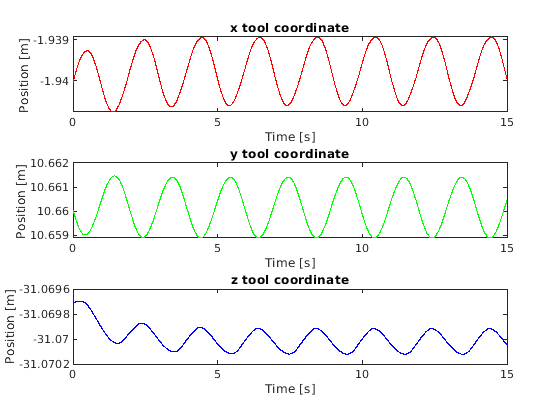 x tool coordinate
-1.939
-1.94
Position [m]
0
5
10
15
Time [s]
y tool coordinate
10.662
10.661
10.66
10.659
Position [m]
0
5
10
15
Time [s]
z tool coordinate
-31.0696
-31.0698
-31.07
-31.0702
Position [m]
0
5
10
15
Time [s]